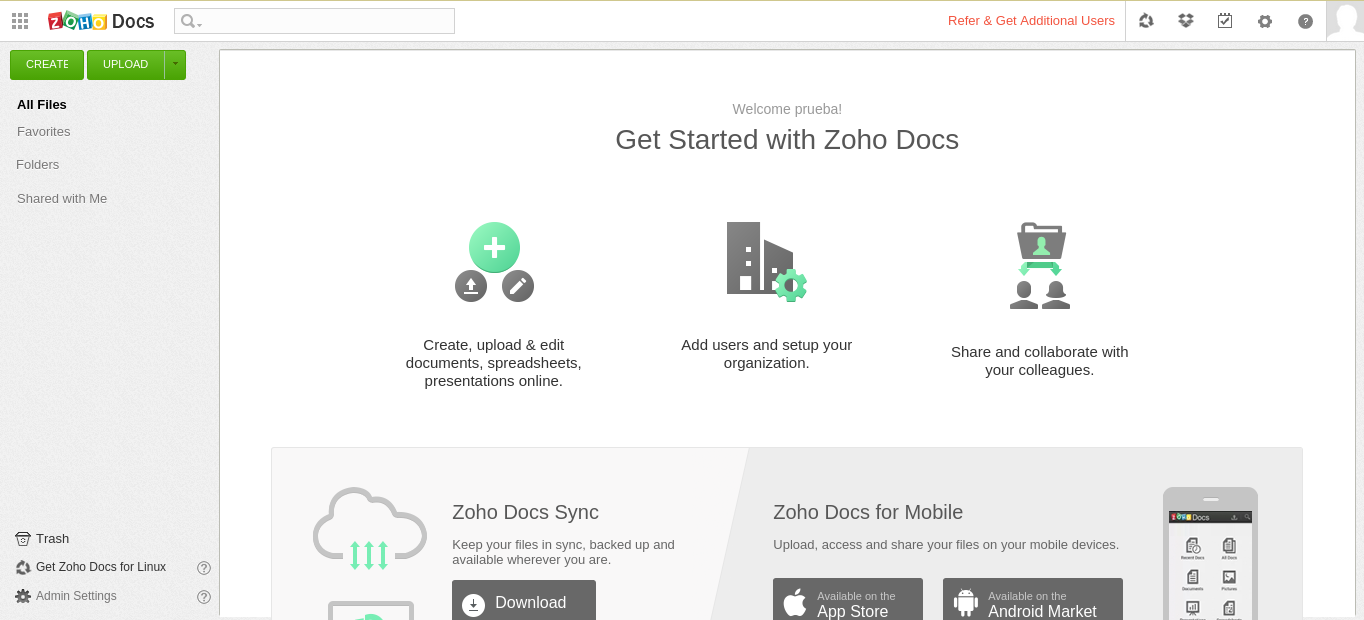 ZOHO Docs
Refer & Get Additional Users
CREATE
UPLOAD
All Files
Favorites
Folders
Shared with Me
Trash
Get Zoho Docs for Linux
Admin Settings
Welcome prueba!
Get Started with Zoho Docs
Create, upload & edit
documents, spreadsheets,
presentations online.
Add users and setup your
organization.
Share and collaborate with
your colleagues.
Zoho Docs Sync
Keep your files in sync, backed up and
available wherever you are.
Download
Zoho Docs for Mobile
Upload, access and share your files on your mobile devices.
Available on the
App Store
Available on the
Android Market
ZOHO Docs
Recent Docs
All Docs
Documents
Pictures